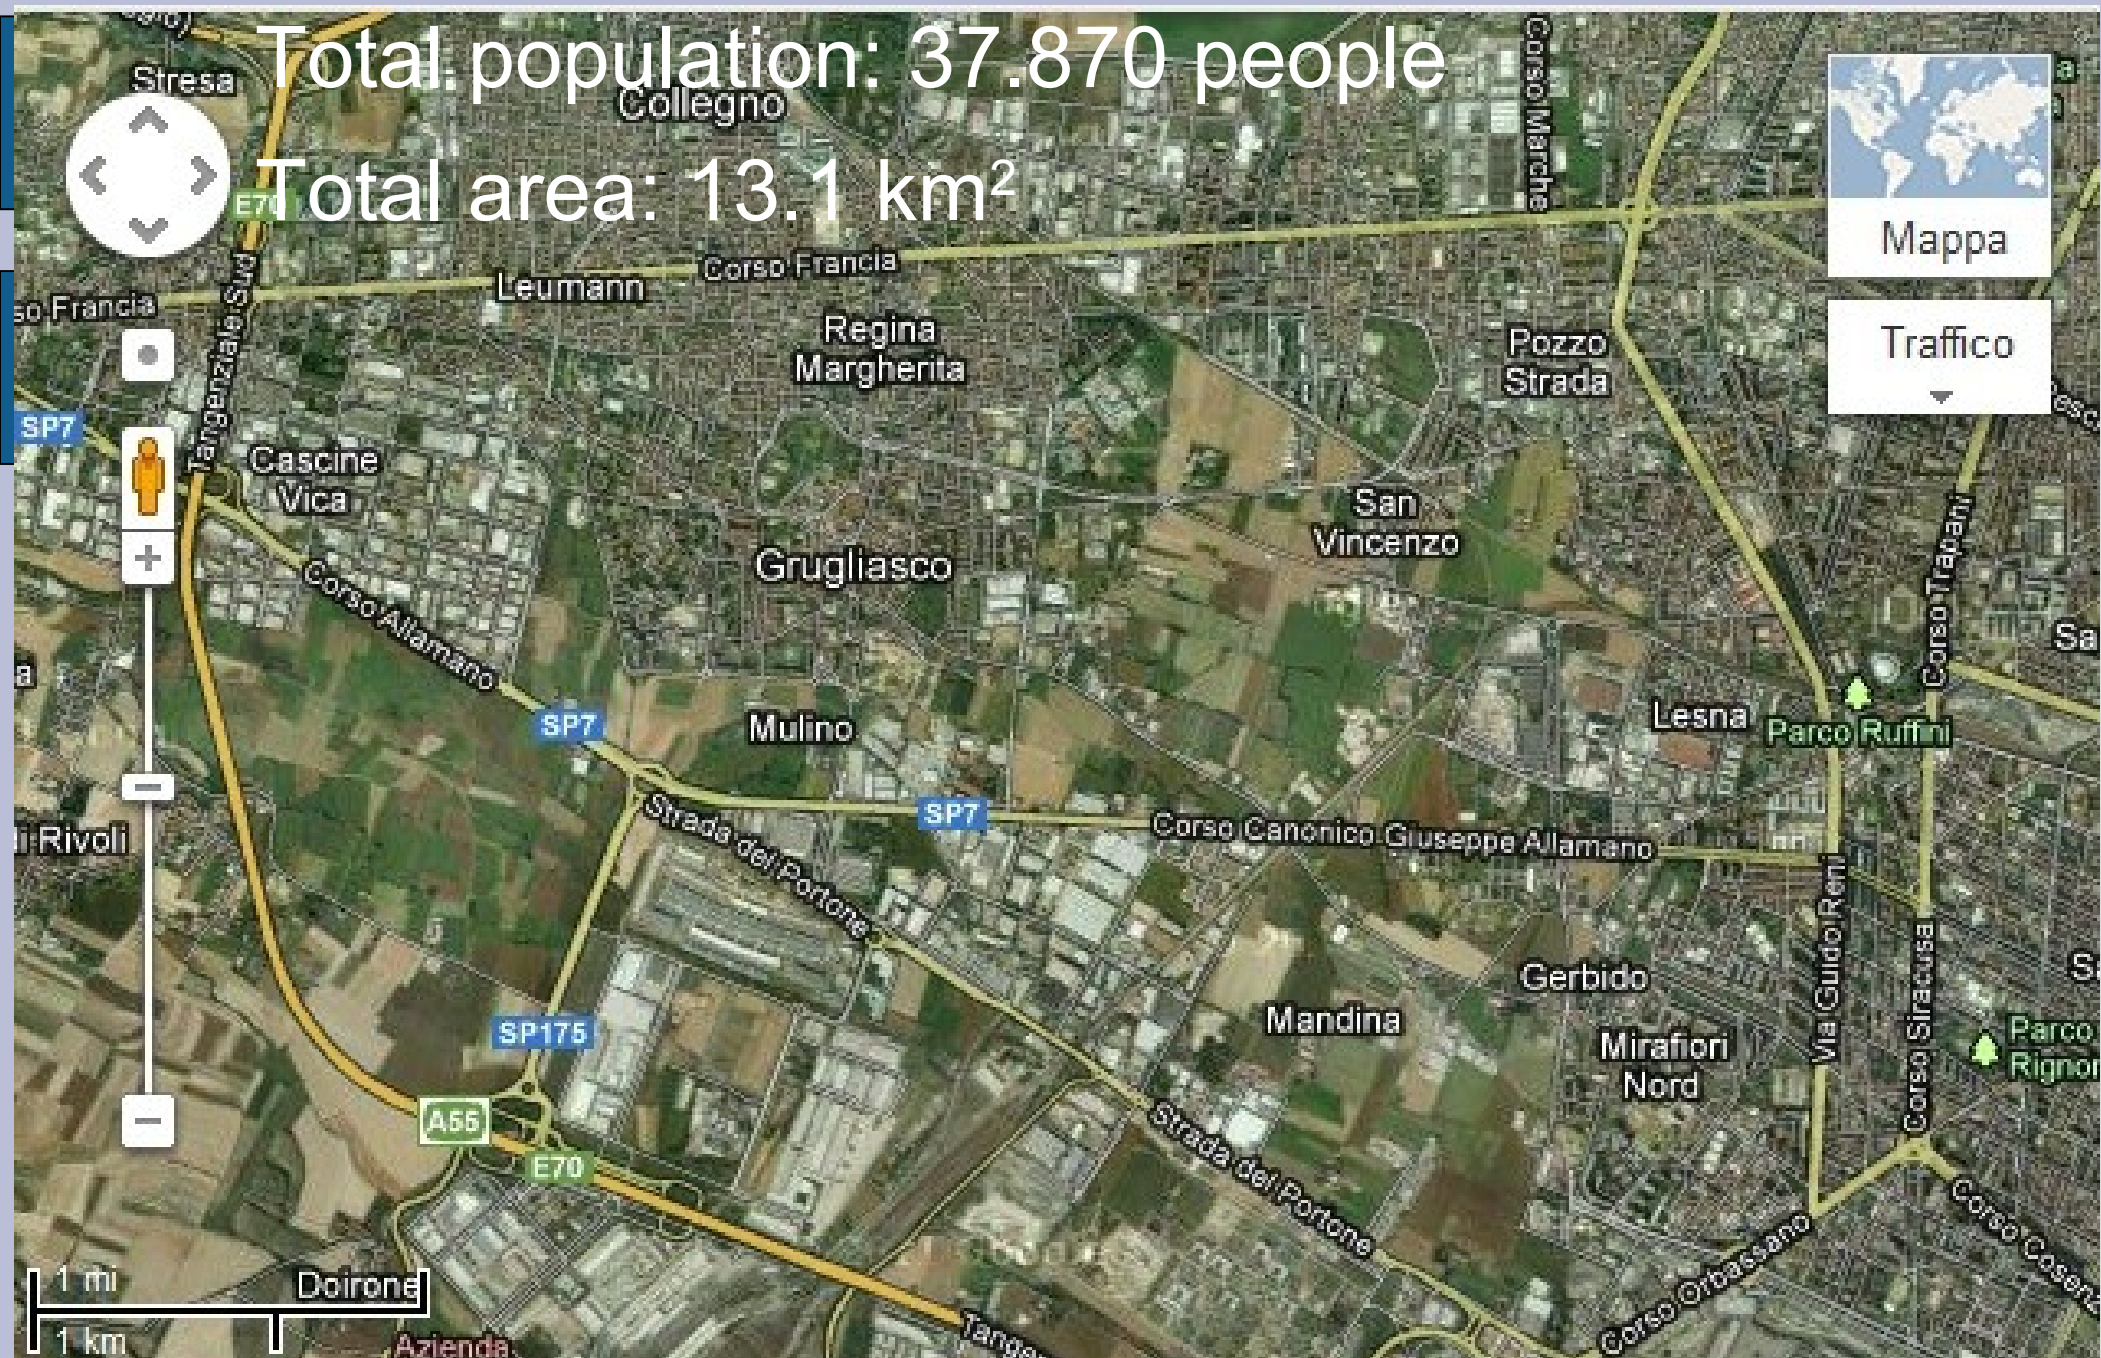 Total population: 37.870 people
Stresa
Collegno
Corso Marche
Total area: 13.1 km²
E70
Mappa
Corso Francia
Leumann
so Francia
Tangenziale Sud
Regina
Margherita
Pozzo
Strada
Traffico
SP7
Cascine
Vica
San
Vincenzo
Grugliasco
Corso Trapani
Corso Allamano
Sa
a
SP7
Mulino
Lesna
Parco Ruffini
SP7
Strada del Portone
Corso Canonico Giuseppe Allamano
i Rivoli
Via Guido Reni
Corso Siracusa
Gerbido
Mandina
SP175
Mirafiori
Nord
Parco
Rignon
A55
E70
Strada del Portone
Corso Orbassano
Corso Cosenz
1 mi
Doirone
1 km
Azienda
Tange